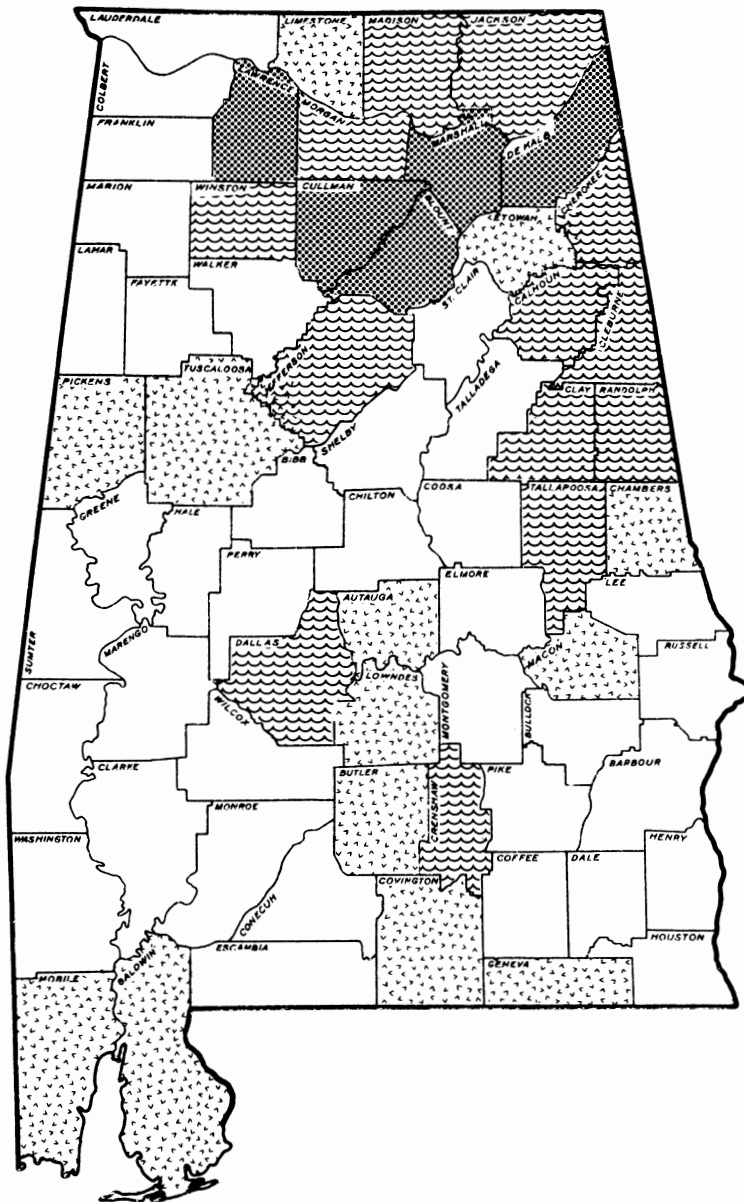 LAUDERDALE
LIMESTONE
MADISON
JACKSON
COLBERT
LAWRENCE
MORGAN
FRANKLIN
MARSHALL
DE KALB
MARION
WINSTON
CULLMAN
BLOUNT
ETOWAH
CHEROKEE
LAMAR
WALKER
FAYETTE
ST. CLAIR
CALHOUN
CLEBURNE
JEFFERSON
TUSCALOOSA
PICKENS
TALLADEGA
CLAY
RANDOLPH
SHELBY
BIBB
GREENE
HALE
CHILTON
COOSA
TALLAPOOSA
CHAMBERS
PERRY
ELMORE
LEE
AUTAUGA
SUMTER
MARENGO
DALLAS
MACON
RUSSELL
CHOCTAW
WILCOX
LOWNDES
MONTGOMERY
BULLOCK
CLARKE
BUTLER
PIKE
BARBOUR
CRENSHAW
MONROE
WASHINGTON
HENRY
COFFEE
DALE
COVINGTON
CONECUH
HOUSTON
ESCAMBIA
GENEVA
MOBILE
BALDWIN